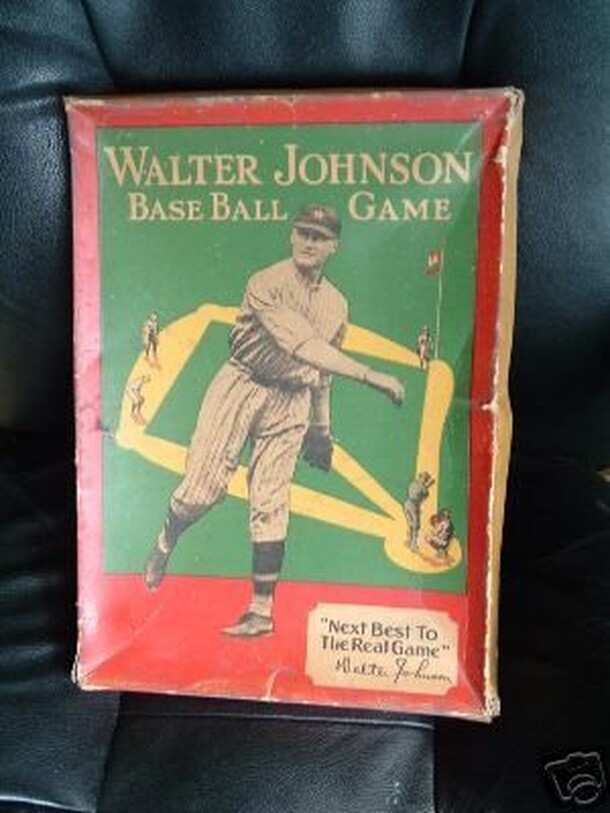 WALTER JOHNSON
BASE BALL GAME
"Next Best To
The Real Game"
Walter Johnson